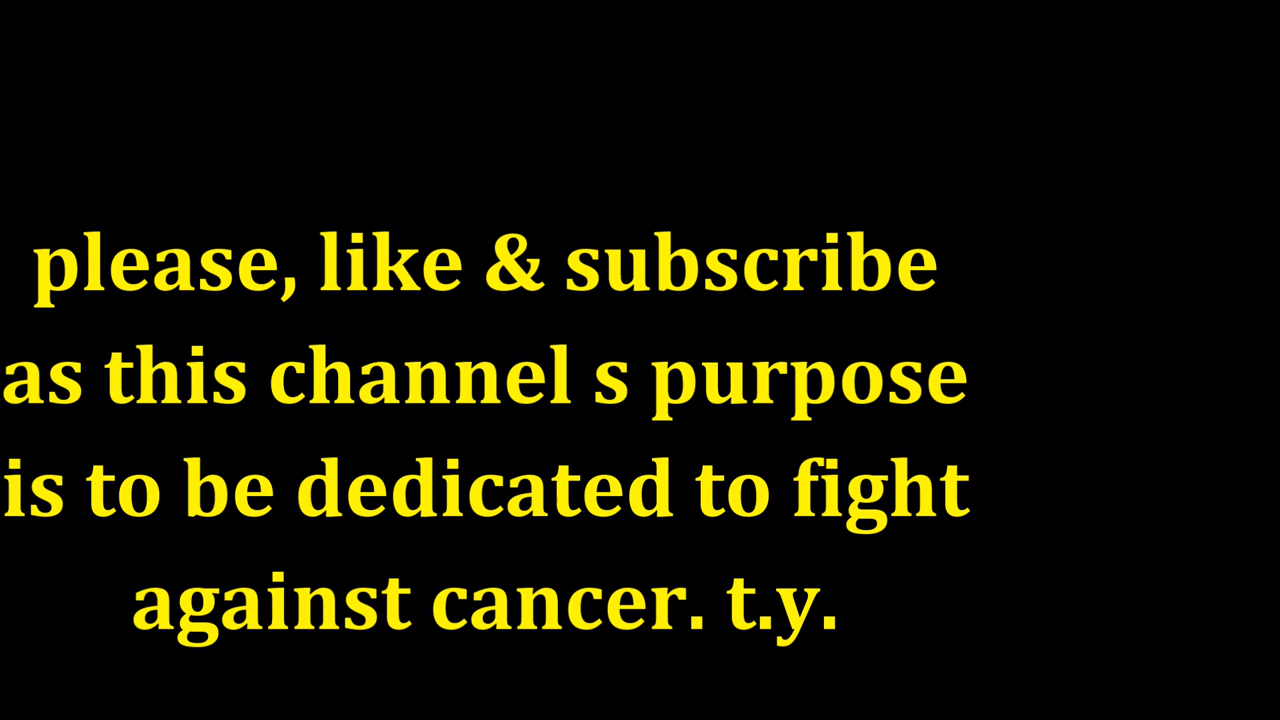 please, like & subscribe
as this channel s purpose
is to be dedicated to fight
against cancer. t.y.